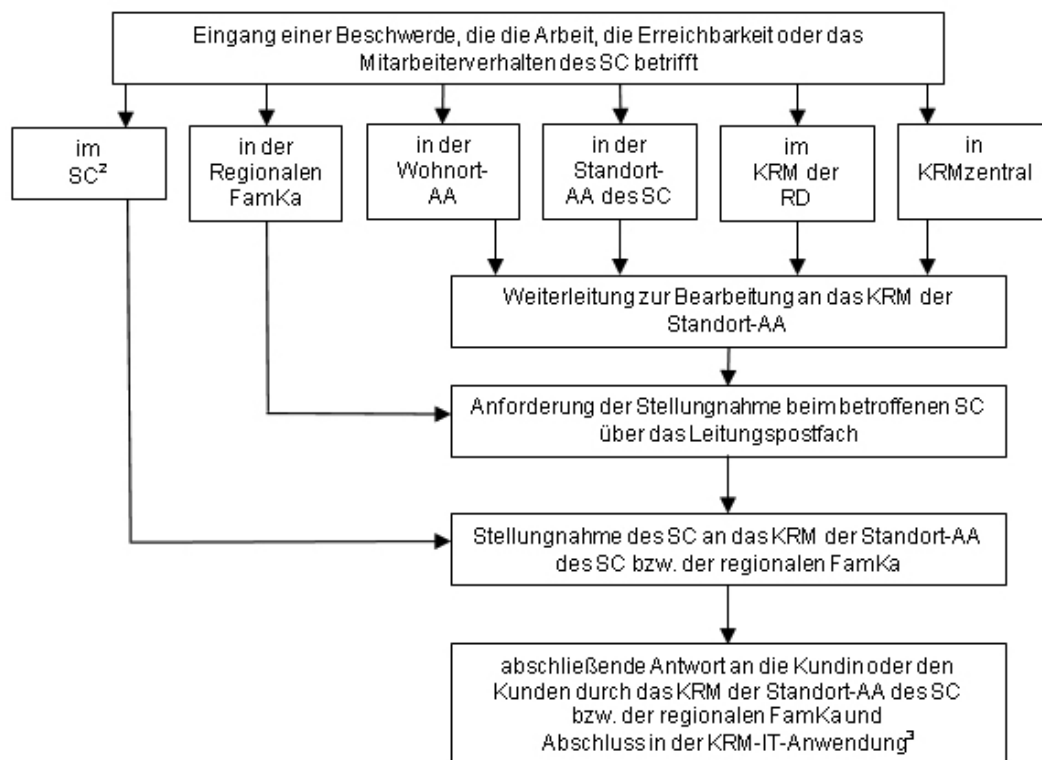 Eingang einer Beschwerde, die die Arbeit, die Erreichbarkeit oder das
Mitarbeiterverhalten des SC betrifft
im
SC²
in der
Regionalen
FamKa
in der
Wohnort-
AA
in der
Standort-
AA des SC
im
KRM der
RD
in
KRMzentral
Weiterleitung zur Bearbeitung an das KRM der
Standort-AA
Anforderung der Stellungnahme beim betroffenen SC
über das Leitungspostfach
Stellungnahme des SC an das KRM der Standort-AA
des SC bzw. der regionalen FamKa
abschließende Antwort an die Kundin oder den
Kunden durch das KRM der Standort-AA des SC
bzw. der regionalen FamKa und
Abschluss in der KRM-IT-Anwendung³